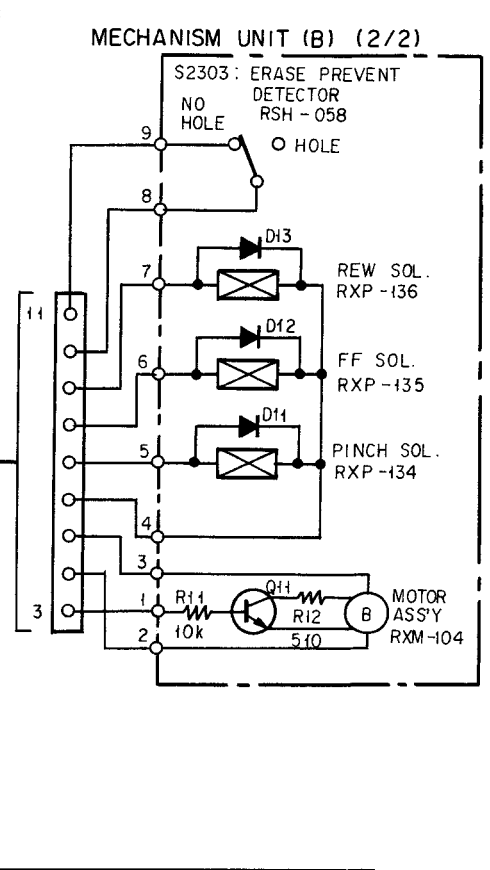 MECHANISM UNIT (B) (2/2)
S2303: ERASE PREVENT
DETECTOR
RSH-058
NO
HOLE
HOLE
9
8
D13
7
REW SOL.
RXP-136
11
D12
6
FF SOL.
RXP-135
D11
5
PINCH SOL.
RXP-134
4
3
Q11
1
R11
10k
R12
510
B
MOTOR
ASS'Y
RXM-104
3
2